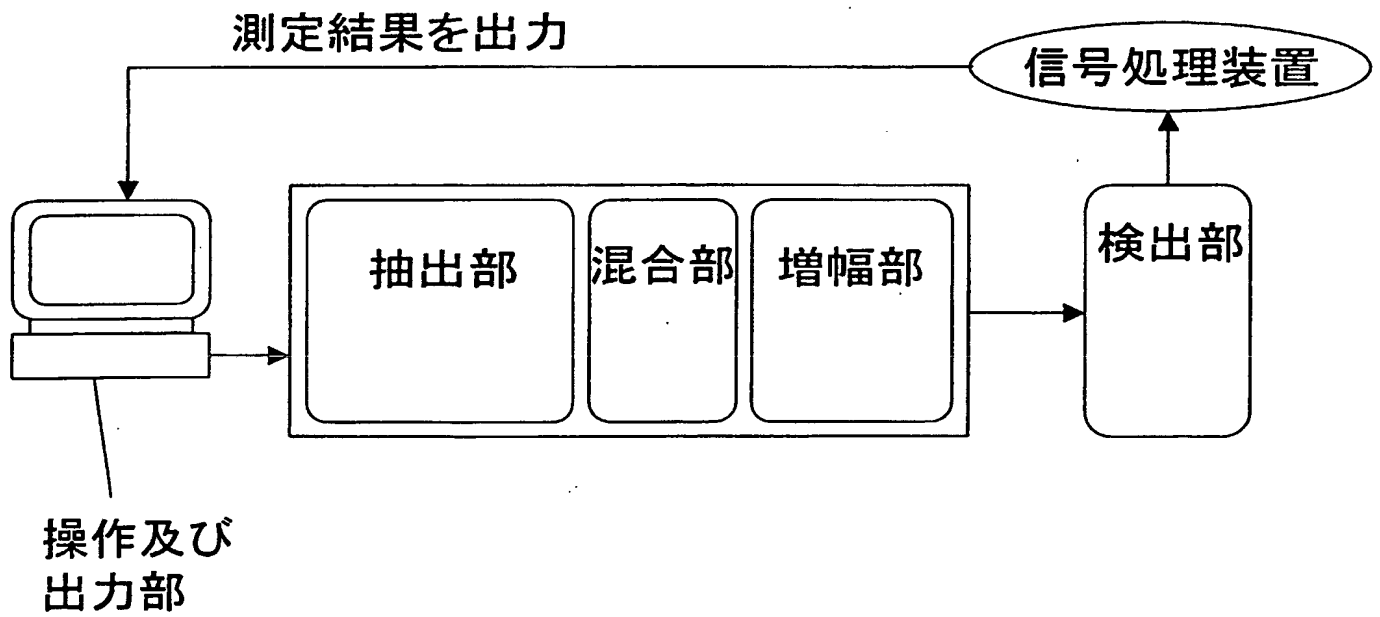 測定結果を出力
信号処理装置
抽出部
混合部
増幅部
検出部
操作及び
出力部